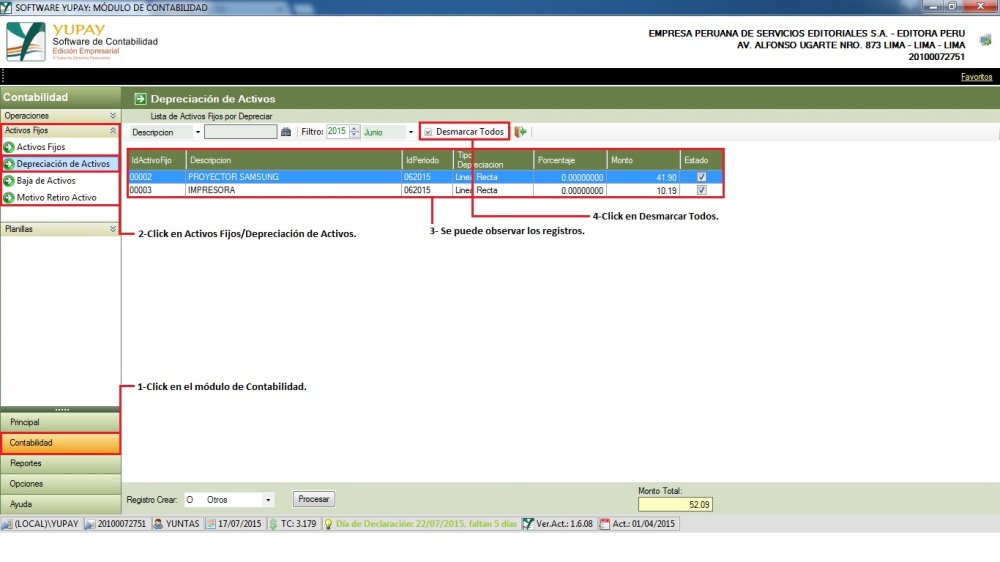 SOFTWARE YUPAY: MÓDULO DE CONTABILIDAD
YUPAY
Software de Contabilidad
Edición Empresarial
EMPRESA PERUANA DE SERVICIOS EDITORIALES S.A. - EDITORA PERU
AV. ALFONSO UGARTE NRO. 873 LIMA - LIMA - LIMA
20100072751
Favoritos
Contabilidad
Operaciones
Activos Fijos
Activos Fijos
Depreciación de Activos
Baja de Activos
Motivo Retiro Activo
Planillas
Depreciación de Activos
Lista de Activos Fijos por Depreciar
Descripcion Filtro: 2015 Junio Desmarcar Todos
IdActivoFijo Descripcion IdPeriodo Tipo Depreciacion Porcentaje Monto Estado
00002 PROYECTOR SAMSUNG 062015 Linea Recta 0.00000000 41.90
00003 IMPRESORA 062015 Linea Recta 0.00000000 10.19
4-Click en Desmarcar Todos.
3- Se puede observar los registros.
2-Click en Activos Fijos/Depreciación de Activos.
1-Click en el módulo de Contabilidad.
Principal
Contabilidad
Reportes
Opciones
Ayuda
Registro Crear: O Otros Procesar
Monto Total:
52.09
(LOCAL)\YUPAY 20100072751 YUNTAS 17/07/2015 TC: 3.179 Día de Declaración: 22/07/2015, faltan 5 días Ver.Act.: 1.6.08 Act.: 01/04/2015